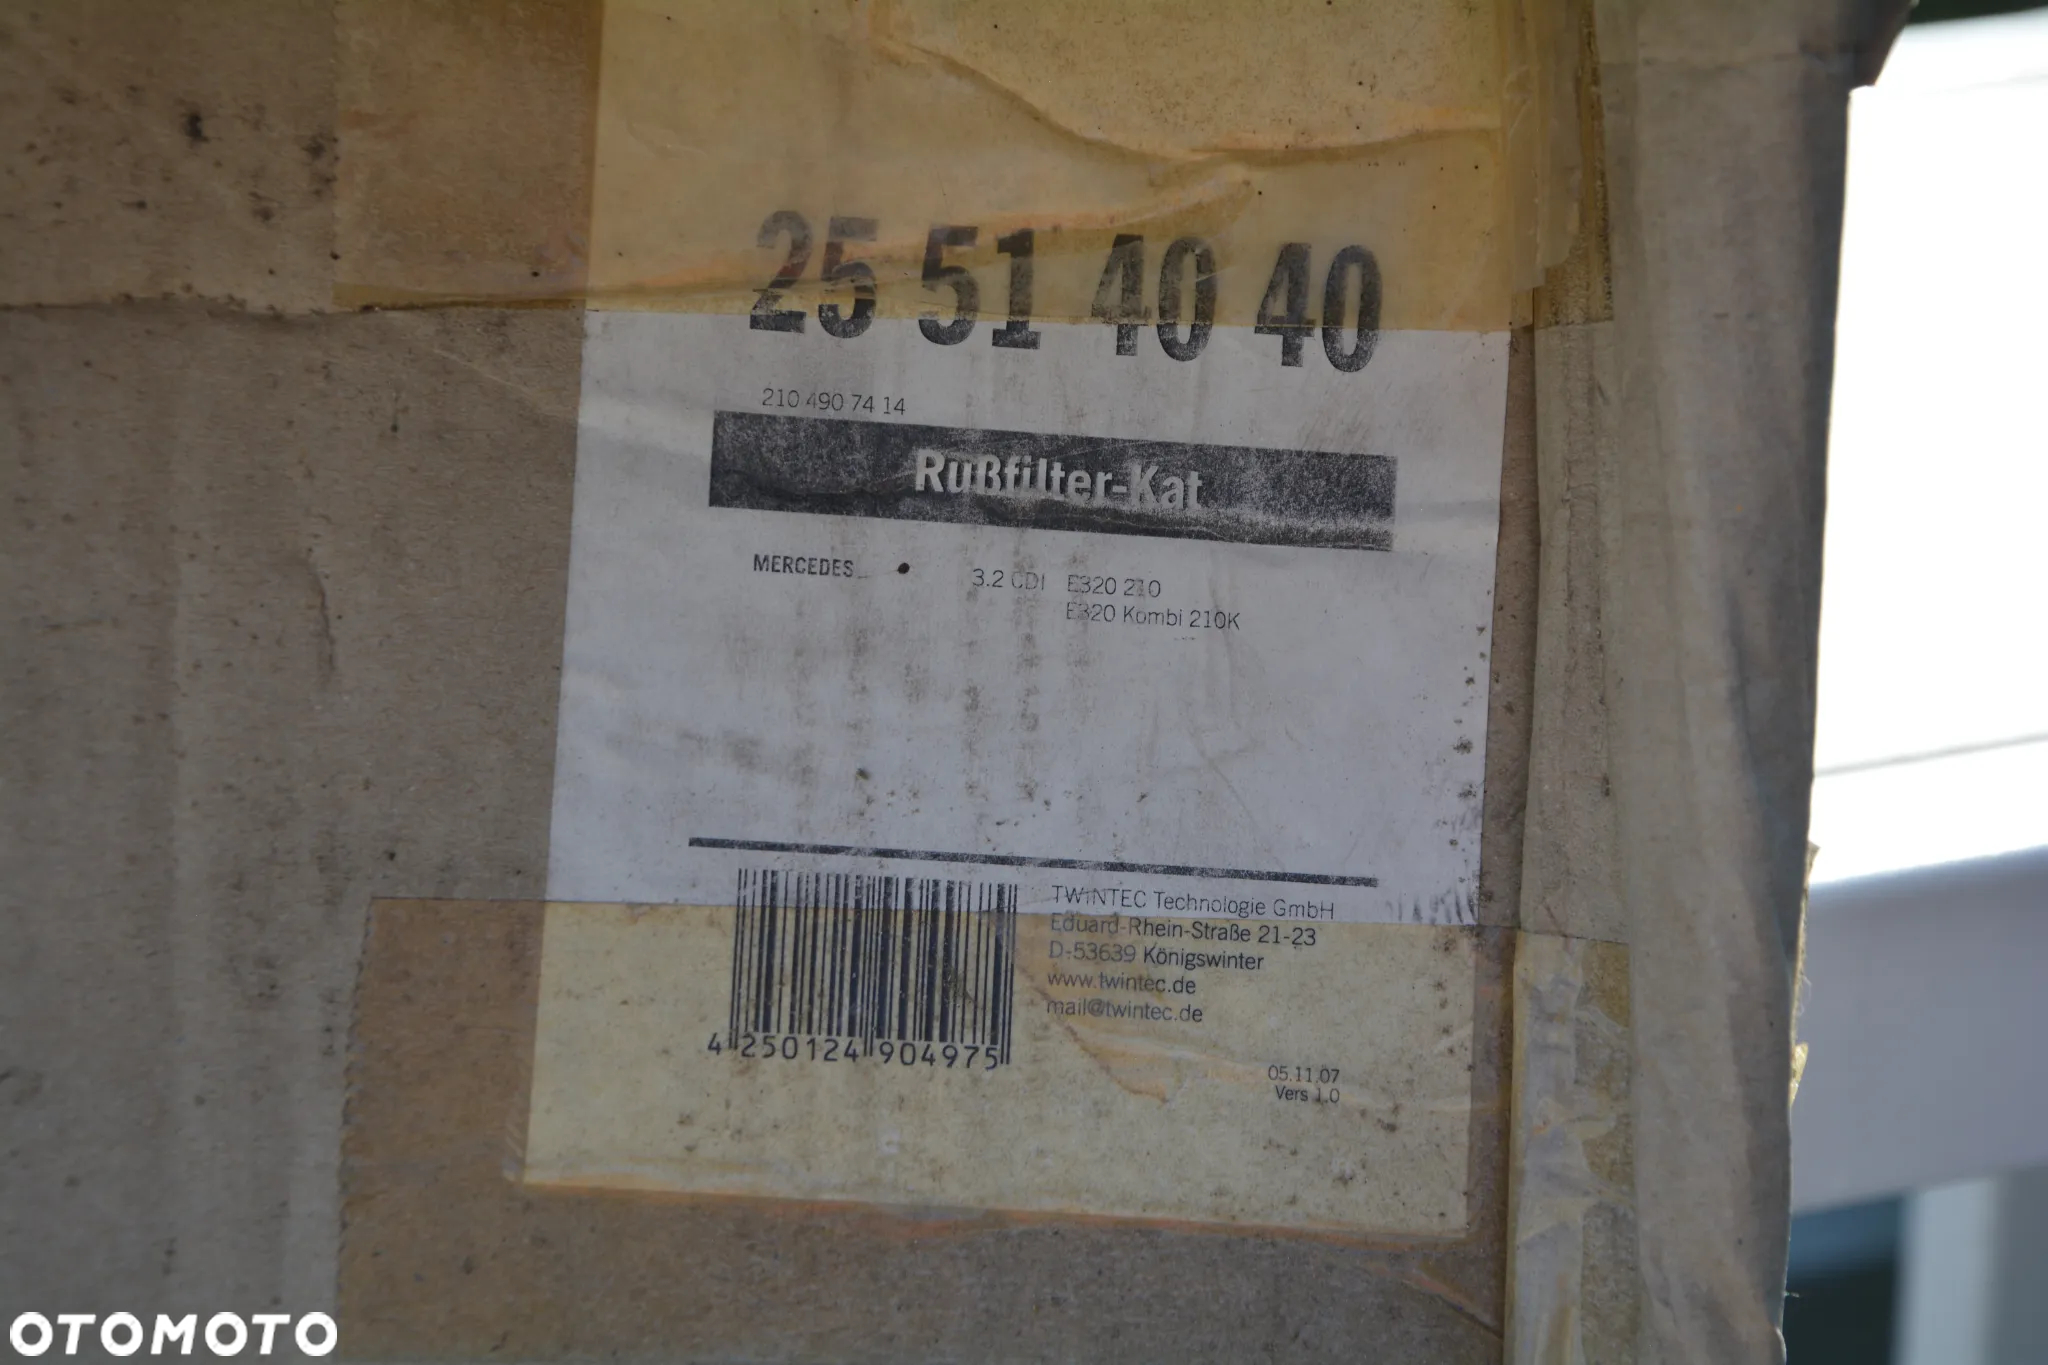 25 51 40 40
210 490 74 14
Rußfilter-Kat
MERCEDES • 3.2 CDI E320 210
E320 Kombi 210K
TWINTEC Technologie GmbH
Eduard-Rhein-Straße 21-23
D-53639 Königswinter
www.twintec.de
mail@twintec.de
4 250124 904975
05.11.07
Vers 1.0
OTOMOTO